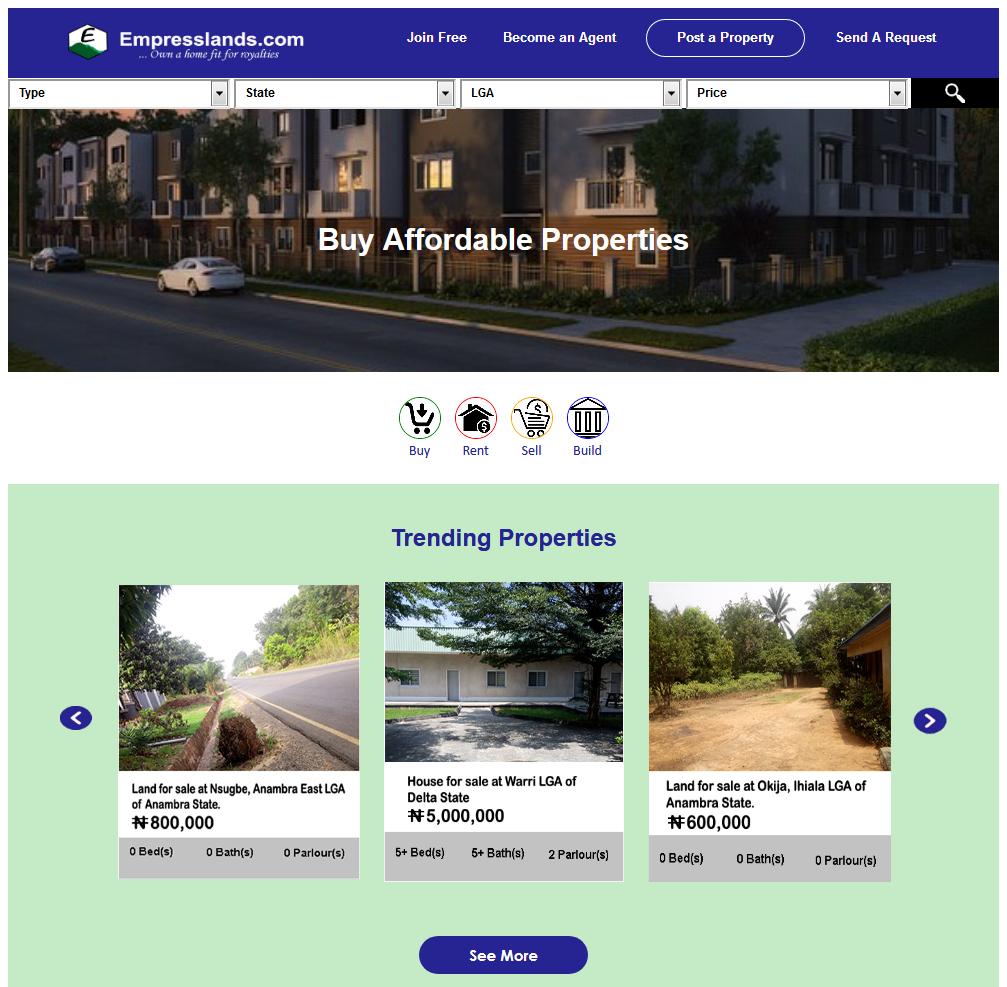 Empresslands.com
... Own a home fit for royalties
Join Free
Become an Agent
Post a Property
Send A Request
Type
State
LGA
Price
Buy Affordable Properties
Buy
Rent
Sell
Build
Trending Properties
Land for sale at Nsugbe, Anambra East LGA
of Anambra State.
₦800,000
0 Bed(s) 0 Bath(s) 0 Parlour(s)
House for sale at Warri LGA of
Delta State
₦5,000,000
5+ Bed(s) 5+ Bath(s) 2 Parlour(s)
Land for sale at Okija, Ihiala LGA of
Anambra State.
₦600,000
0 Bed(s) 0 Bath(s) 0 Parlour(s)
See More